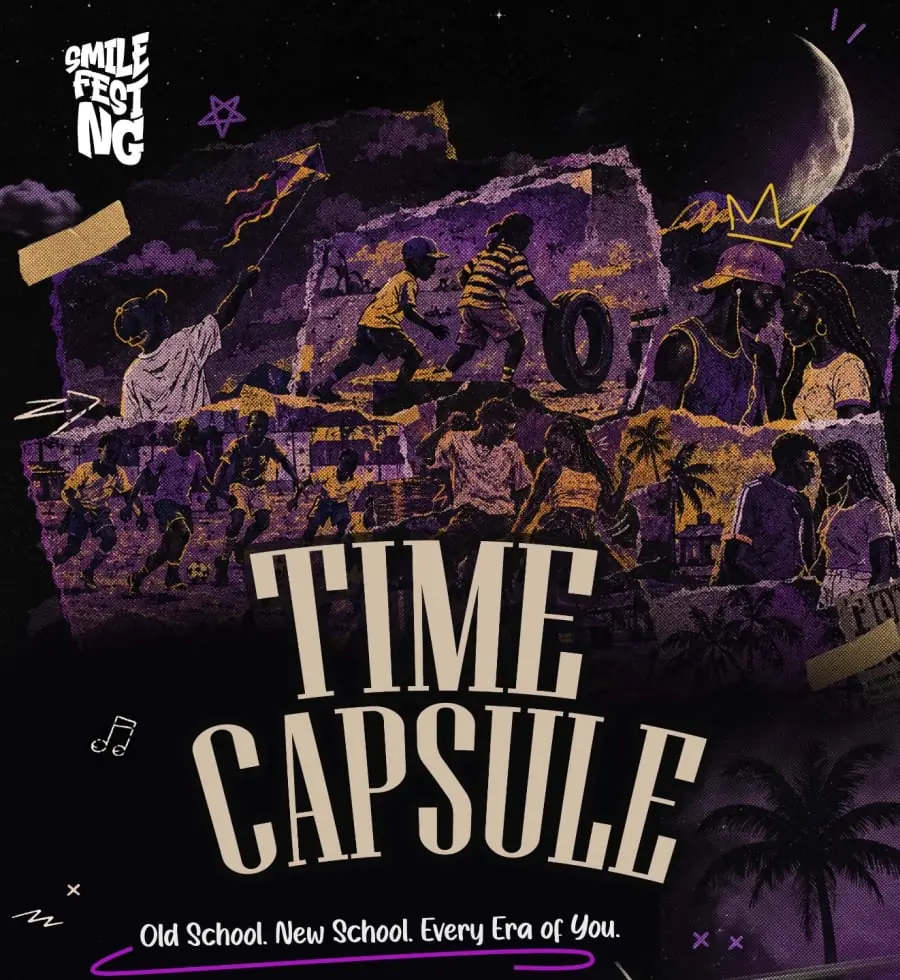 SMILE
FEST
NG
TIME
CAPSULE
Old School. New School. Every Era of You.